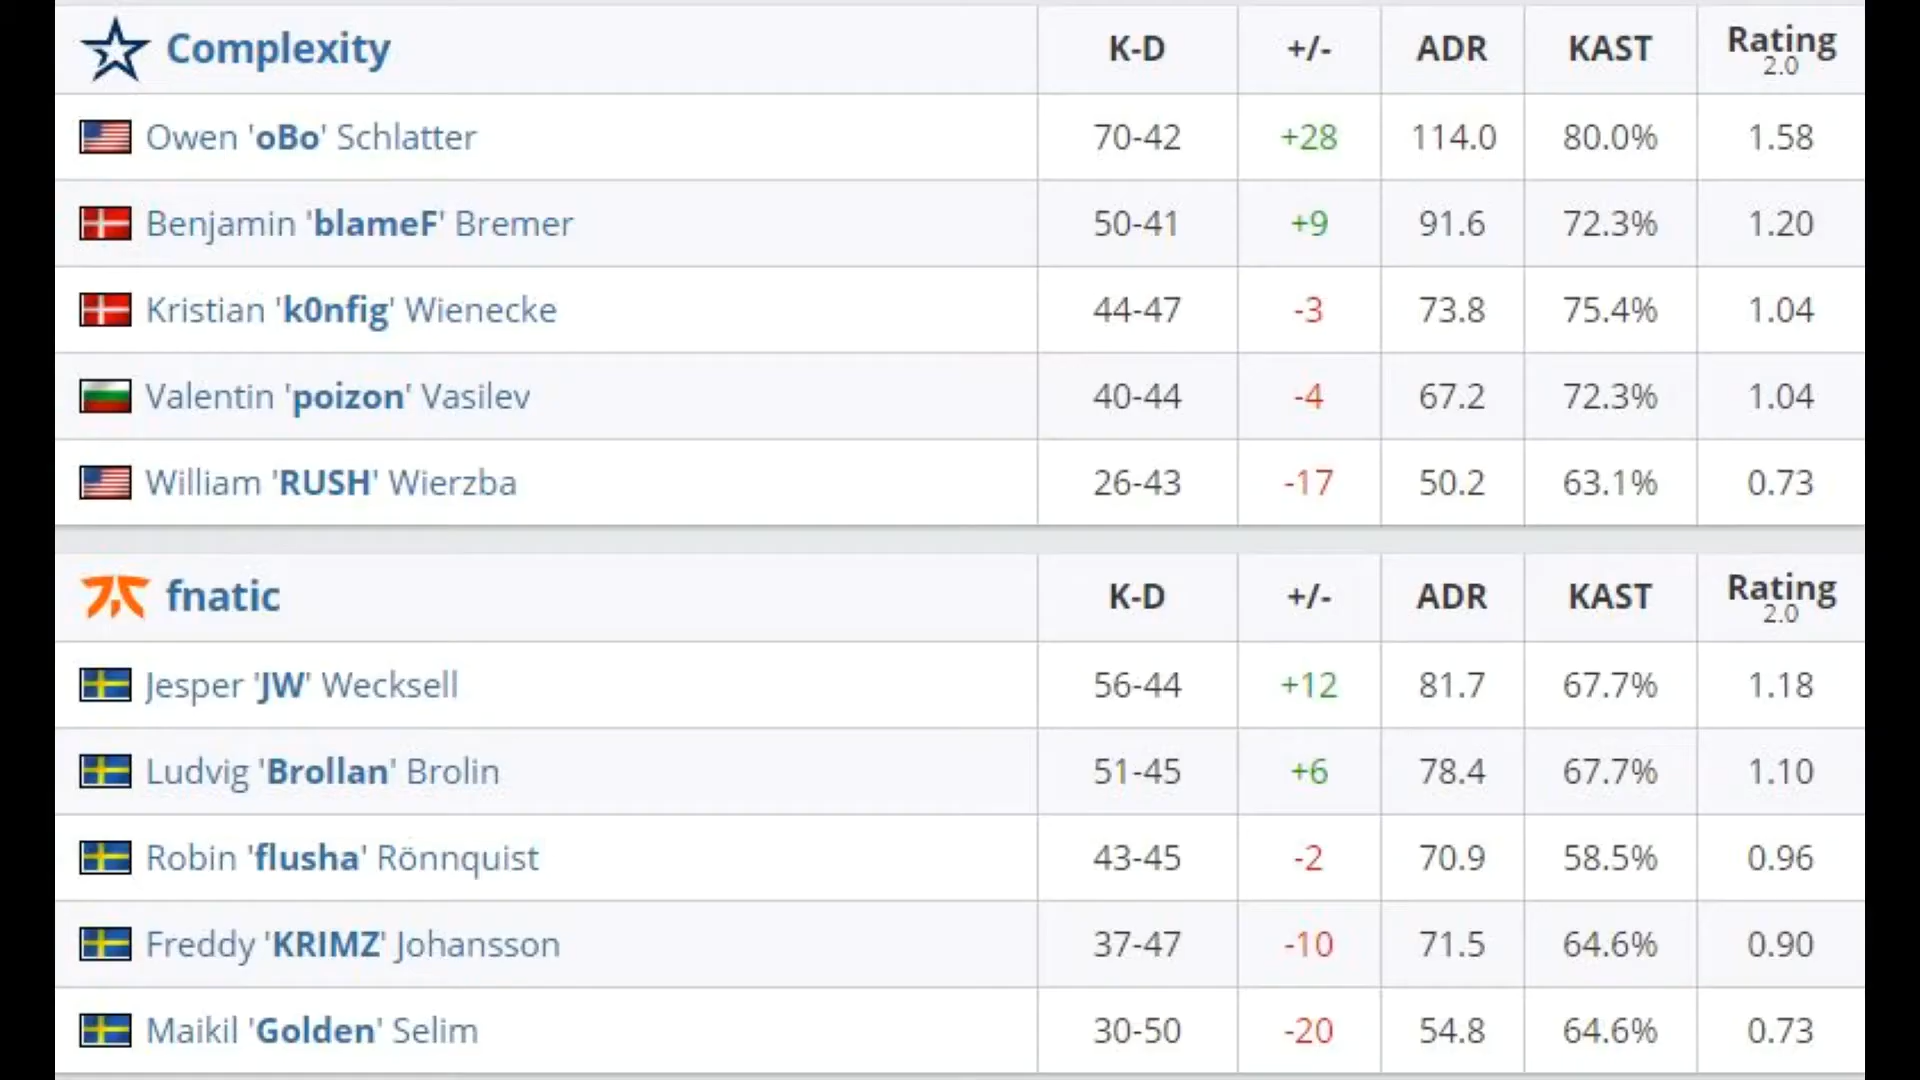 Complexity K-D +/- ADR KAST Rating 2.0
Owen 'oBo' Schlatter 70-42 +28 114.0 80.0% 1.58
Benjamin 'blameF' Bremer 50-41 +9 91.6 72.3% 1.20
Kristian 'k0nfig' Wienecke 44-47 -3 73.8 75.4% 1.04
Valentin 'poizon' Vasilev 40-44 -4 67.2 72.3% 1.04
William 'RUSH' Wierzba 26-43 -17 50.2 63.1% 0.73
fnatic K-D +/- ADR KAST Rating 2.0
Jesper 'JW' Wecksell 56-44 +12 81.7 67.7% 1.18
Ludvig 'Brollan' Brolin 51-45 +6 78.4 67.7% 1.10
Robin 'flusha' Rönnquist 43-45 -2 70.9 58.5% 0.96
Freddy 'KRIMZ' Johansson 37-47 -10 71.5 64.6% 0.90
Maikil 'Golden' Selim 30-50 -20 54.8 64.6% 0.73